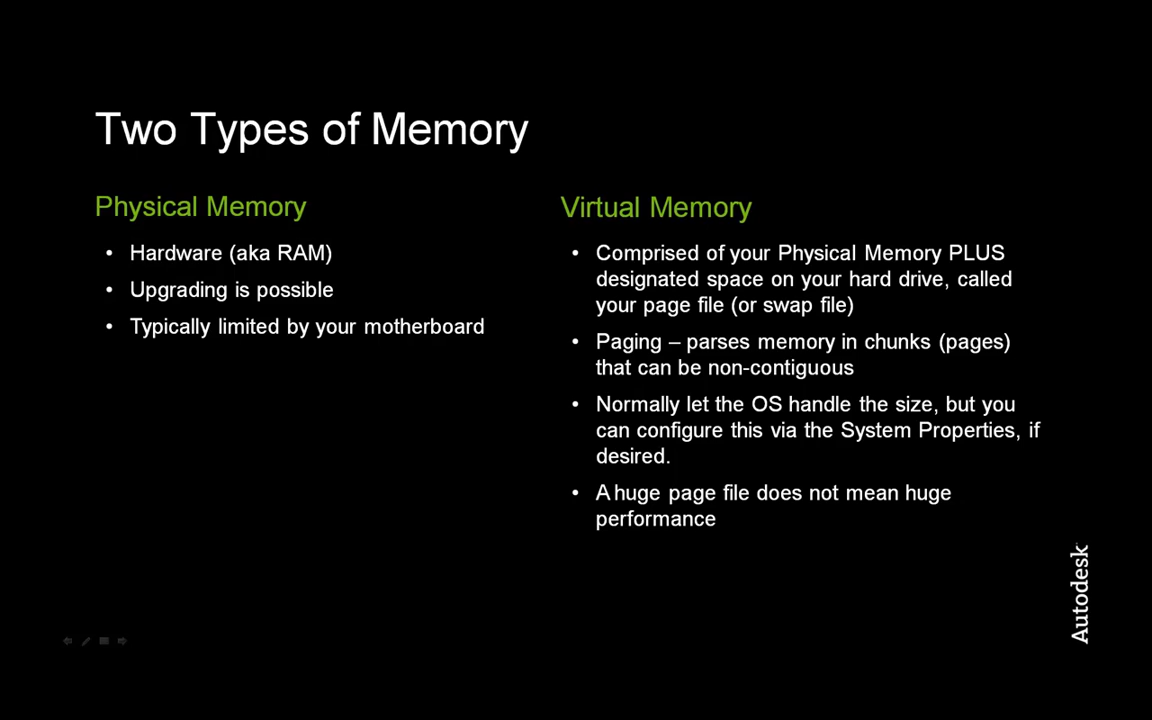 Two Types of Memory
Physical Memory
• Hardware (aka RAM)
• Upgrading is possible
• Typically limited by your motherboard
Virtual Memory
• Comprised of your Physical Memory PLUS
designated space on your hard drive, called
your page file (or swap file)
• Paging – parses memory in chunks (pages)
that can be non-contiguous
• Normally let the OS handle the size, but you
can configure this via the System Properties, if
desired.
• A huge page file does not mean huge
performance
Autodesk